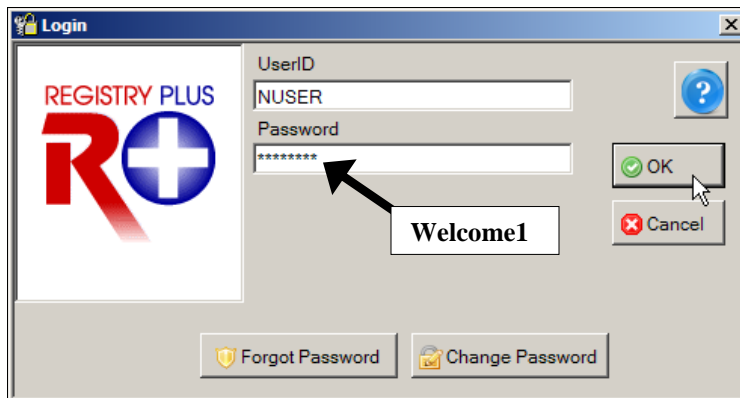 Login
UserID
REGISTRY PLUS
NUSER
Password
********
R+
OK
Welcome1
Cancel
Forgot Password
Change Password